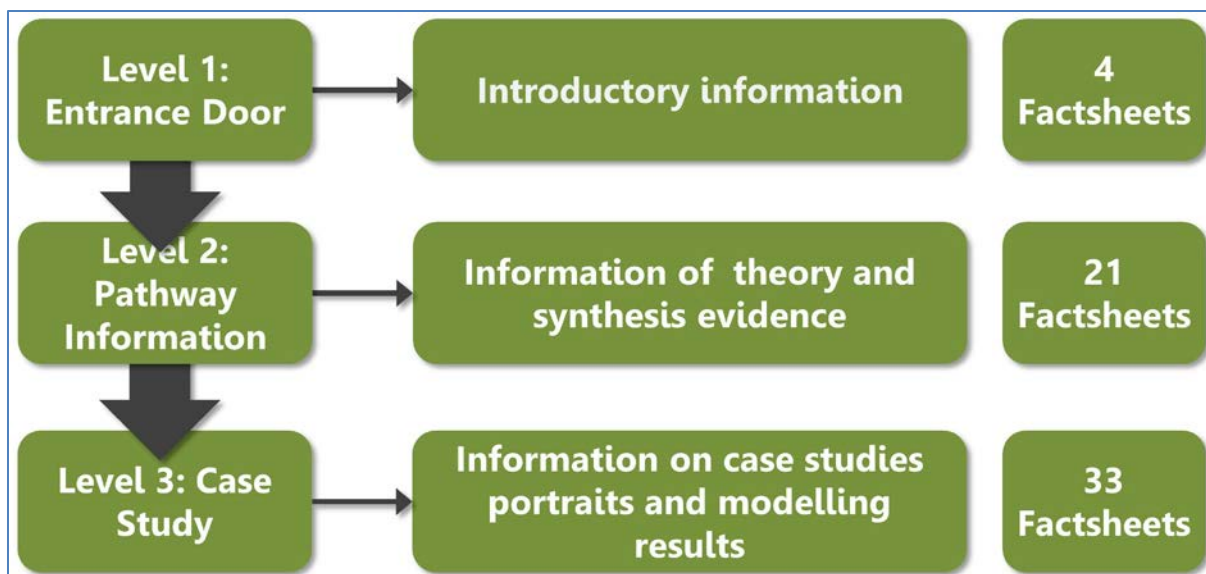 Level 1:
Entrance Door
Introductory information
4
Factsheets
Level 2:
Pathway
Information
Information of  theory and
synthesis evidence
21
Factsheets
Level 3: Case
Study
Information on case studies
portraits and modelling
results
33
Factsheets